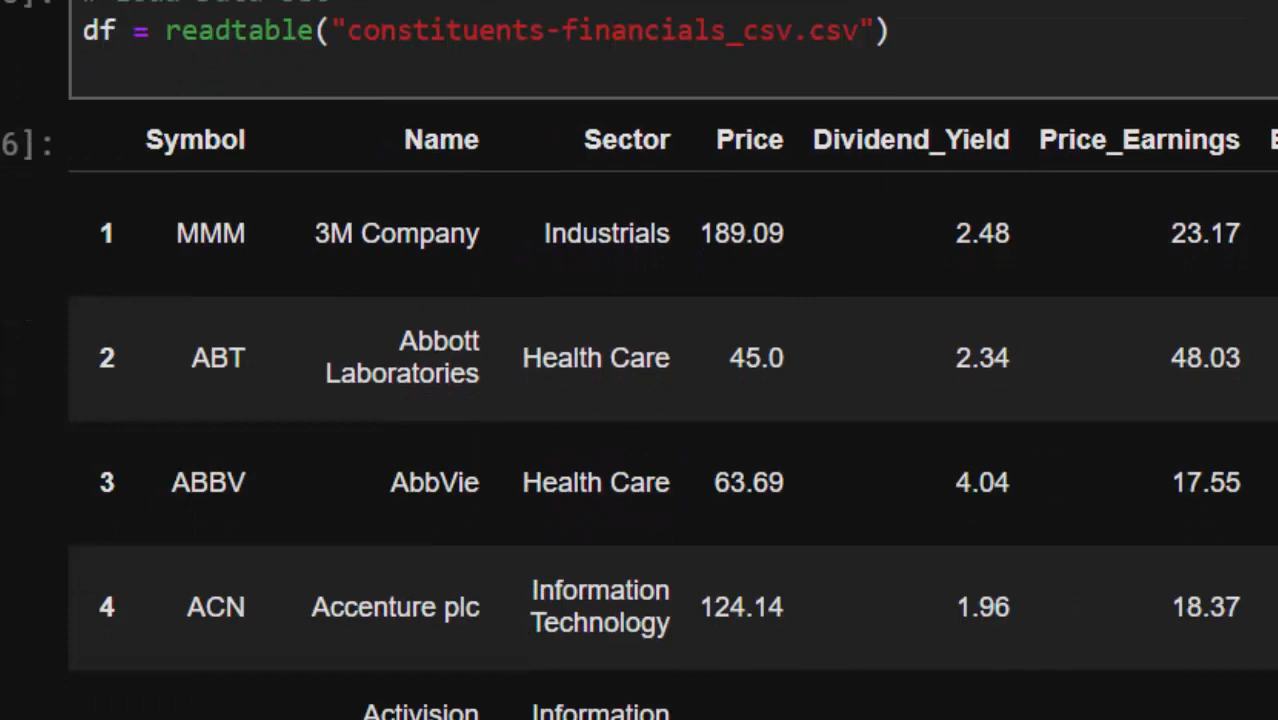 df = readtable("constituents-financials_csv.csv")
6]:
Symbol Name Sector Price Dividend_Yield Price_Earnings
1 MMM 3M Company Industrials 189.09 2.48 23.17
2 ABT Abbott Laboratories Health Care 45.0 2.34 48.03
3 ABBV AbbVie Health Care 63.69 4.04 17.55
4 ACN Accenture plc Information Technology 124.14 1.96 18.37
Activision Information